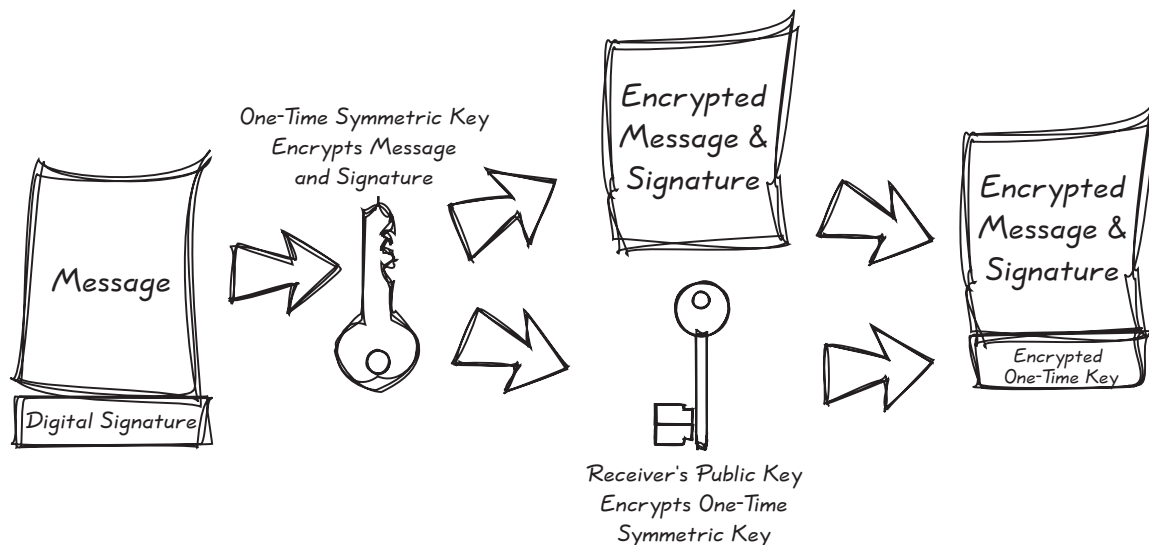 Message
Digital Signature
One-Time Symmetric Key
Encrypts Message
and Signature
Encrypted
Message &
Signature
Receiver's Public Key
Encrypts One-Time
Symmetric Key
Encrypted
Message &
Signature
Encrypted
One-Time Key